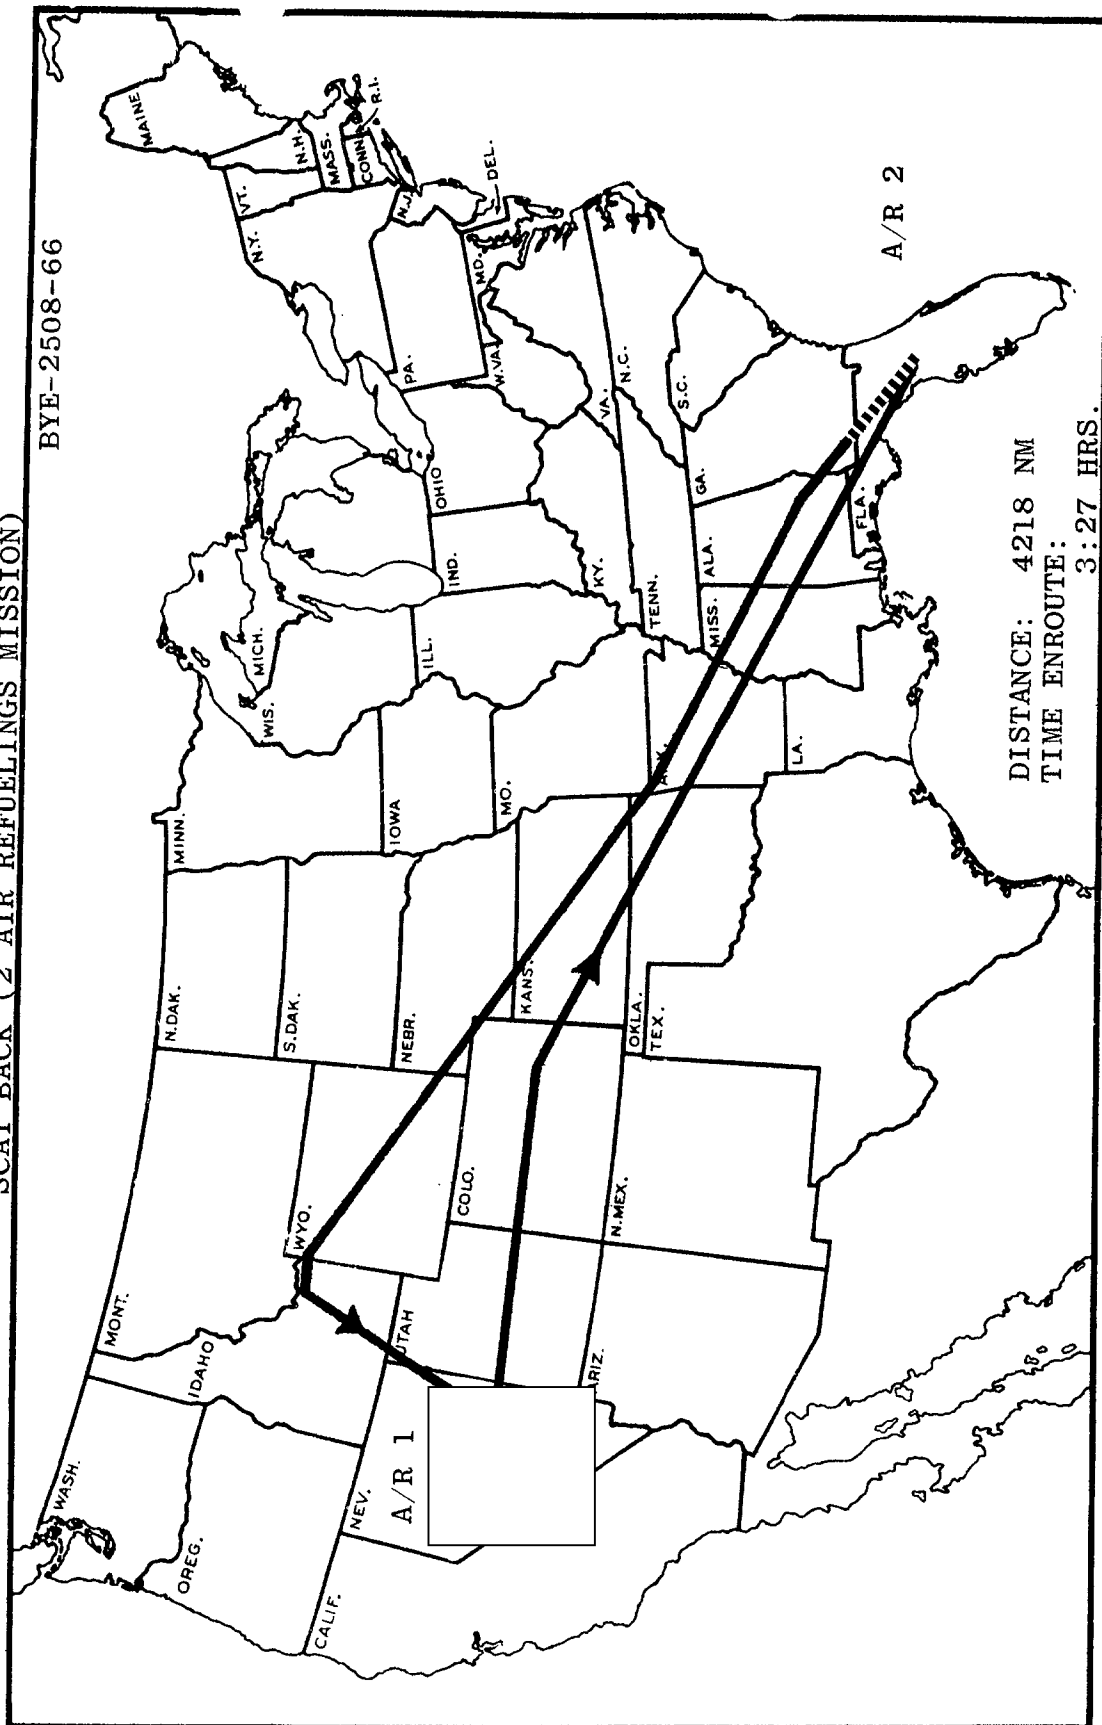 SCAT BACK (2 AIR REFUELINGS MISSION)
BYE-2508-66
WASH.
OREG.
CALIF.
NEV.
IDAHO
MONT.
WYO.
UTAH
ARIZ.
COLO.
N.MEX.
N.DAK.
S.DAK.
NEBR.
KANS.
OKLA.
TEX.
MINN.
IOWA
MO.
ARK.
LA.
WIS.
MICH.
ILL.
IND.
OHIO
KY.
TENN.
MISS.
ALA.
GA.
FLA.
S.C.
N.C.
VA.
W.VA.
PA.
MD.
DEL.
N.J.
N.Y.
VT.
N.H.
MAINE
MASS.
CONN.
R.I.
A/R 1
A/R 2
DISTANCE: 4218 NM
TIME ENROUTE:
3:27 HRS.